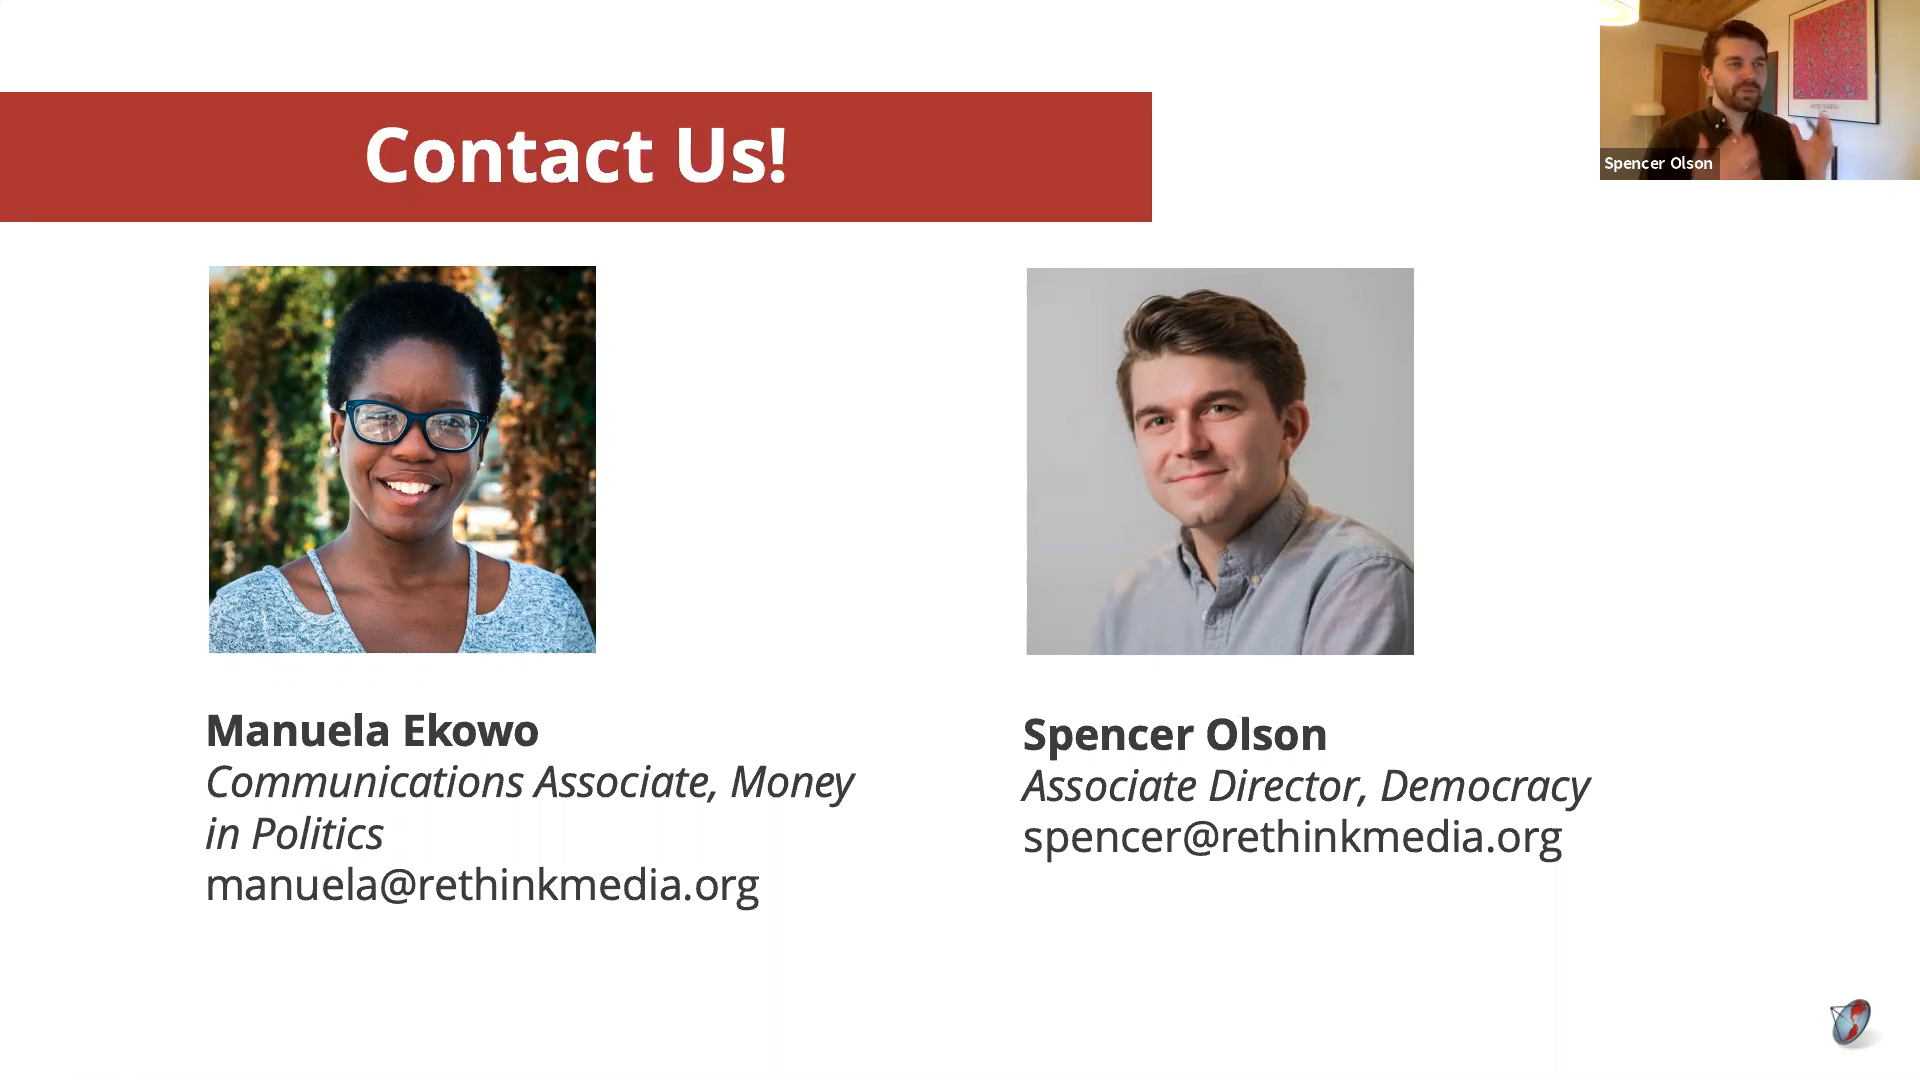 Contact Us!
Spencer Olson
Manuela Ekowo
Communications Associate, Money
in Politics
manuela@rethinkmedia.org
Spencer Olson
Associate Director, Democracy
spencer@rethinkmedia.org